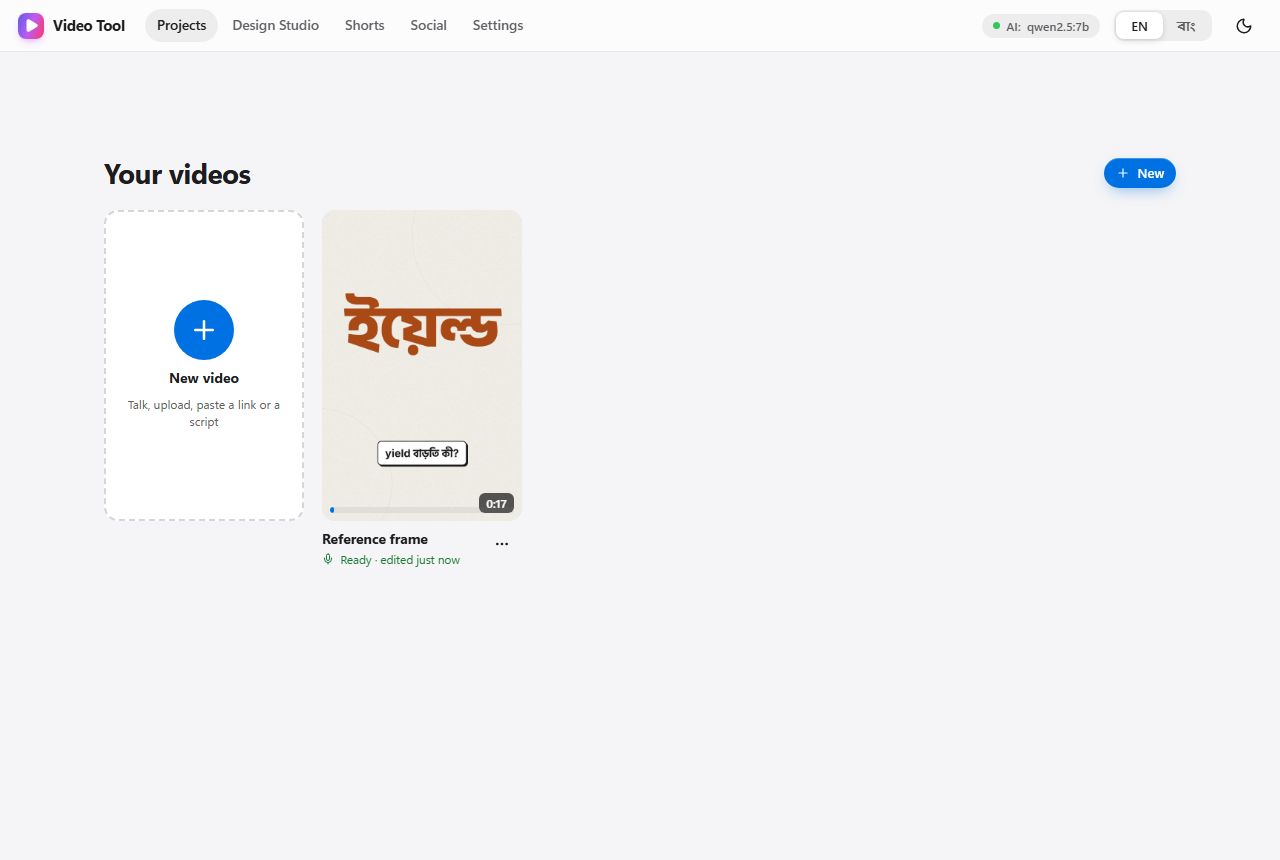 Video Tool
Projects
Design Studio
Shorts
Social
Settings
AI: qwen2.5:7b
EN
বাং
Your videos
+ New
New video
Talk, upload, paste a link or a
script
ইয়েল্ড
yield বাড়তি কী?
0:17
Reference frame
...
Ready · edited just now